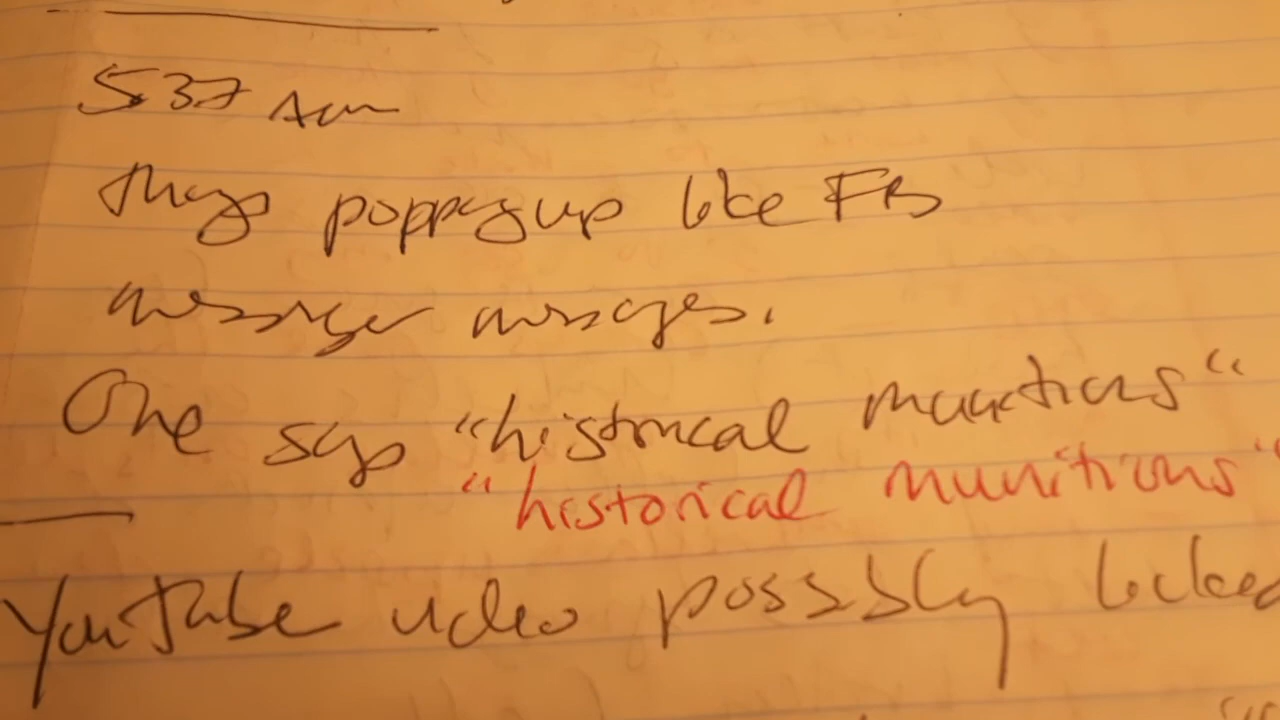 537 Am
things popping up like FB
messenger messages.
One says "historical munitions"
"historical munitions"
YouTube video possibly locked